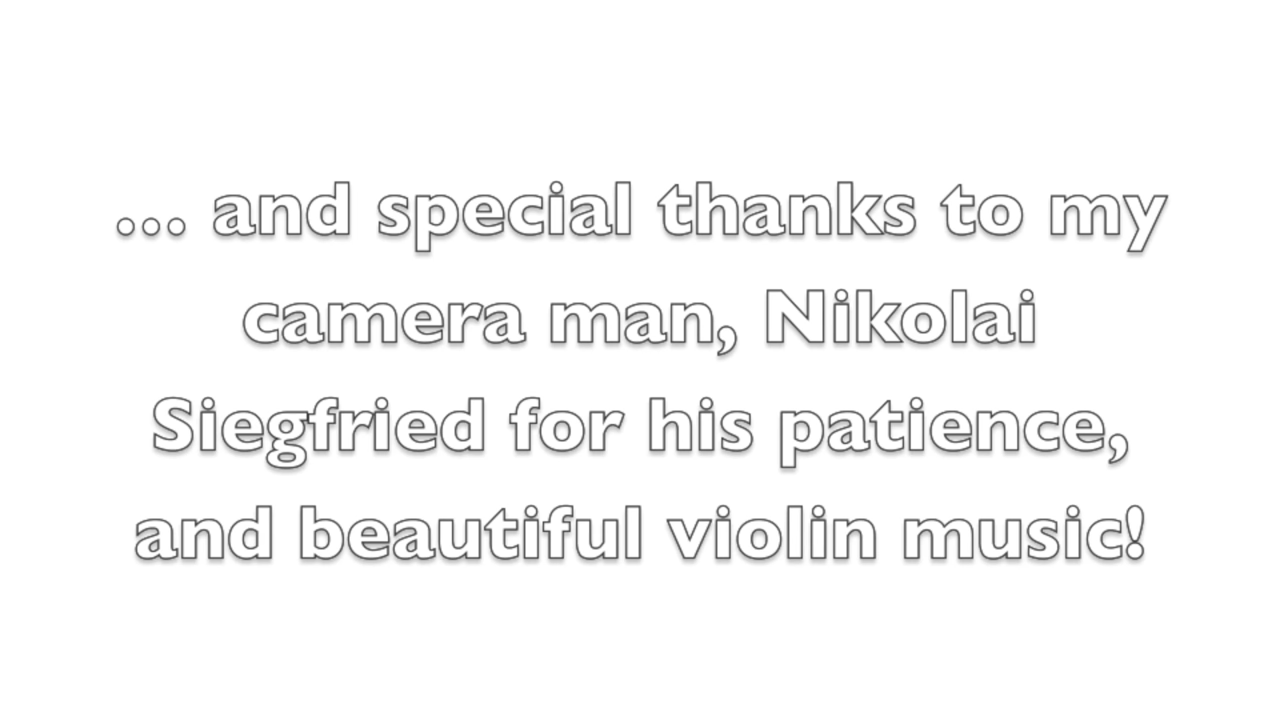 ... and special thanks to my
camera man, Nikolai
Siegfried for his patience,
and beautiful violin music!